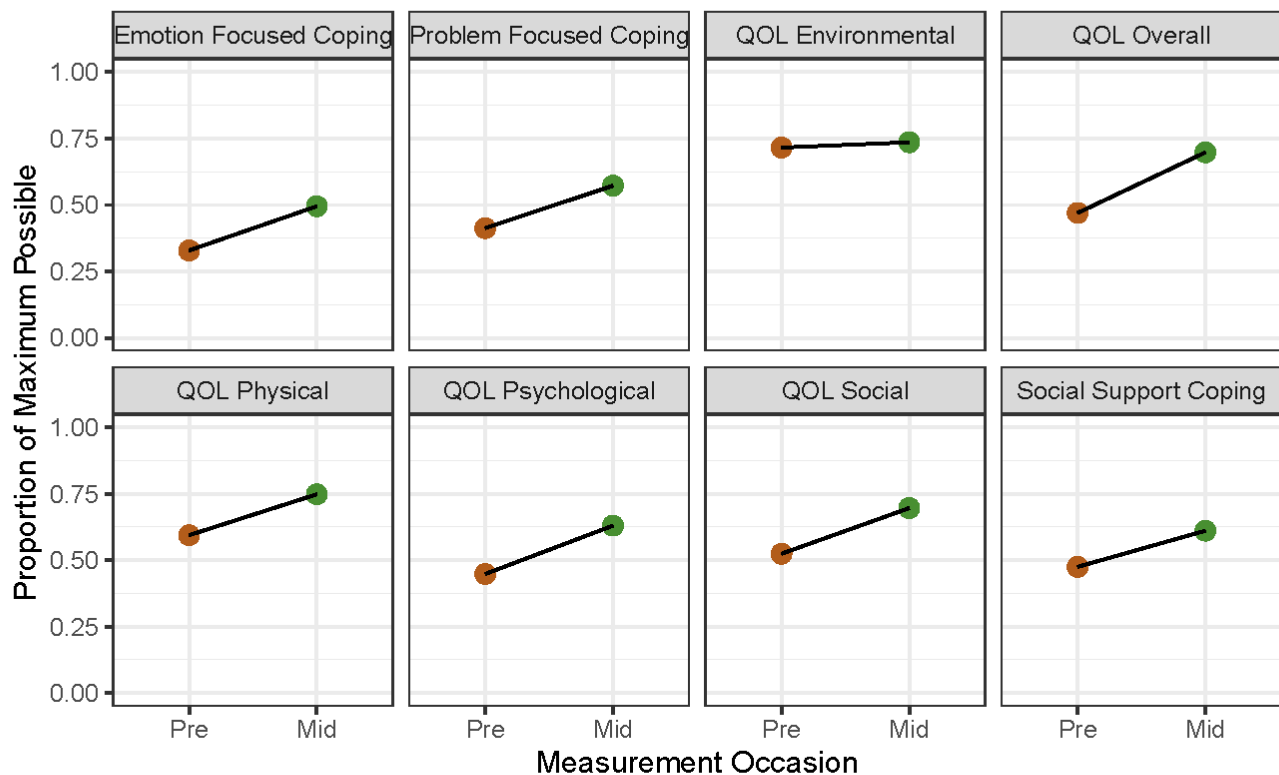 Emotion Focused Coping
Problem Focused Coping
QOL Environmental
QOL Overall
1.00
0.75
0.50
0.25
0.00
QOL Physical
QOL Psychological
QOL Social
Social Support Coping
1.00
0.75
0.50
0.25
0.00
Proportion of Maximum Possible
Pre
Mid
Pre
Mid
Pre
Mid
Pre
Mid
Measurement Occasion